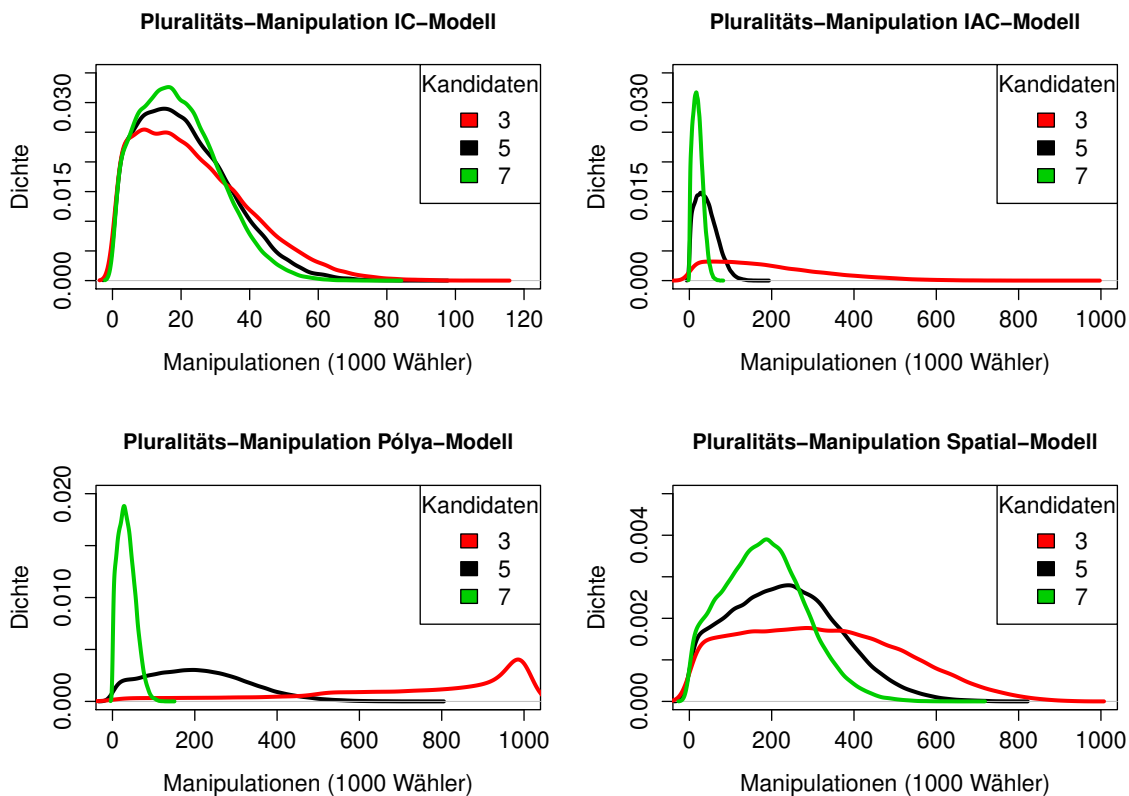 Pluralitäts−Manipulation IC−Modell
Dichte
0.000
0.015
0.030
0 20 40 60 80 100 120
Manipulationen (1000 Wähler)
Kandidaten
3
5
7
Pluralitäts−Manipulation IAC−Modell
Dichte
0.000
0.015
0.030
0 200 400 600 800 1000
Manipulationen (1000 Wähler)
Kandidaten
3
5
7
Pluralitäts−Manipulation Pólya−Modell
Dichte
0.000
0.010
0.020
0 200 400 600 800 1000
Manipulationen (1000 Wähler)
Kandidaten
3
5
7
Pluralitäts−Manipulation Spatial−Modell
Dichte
0.000
0.002
0.004
0 200 400 600 800 1000
Manipulationen (1000 Wähler)
Kandidaten
3
5
7